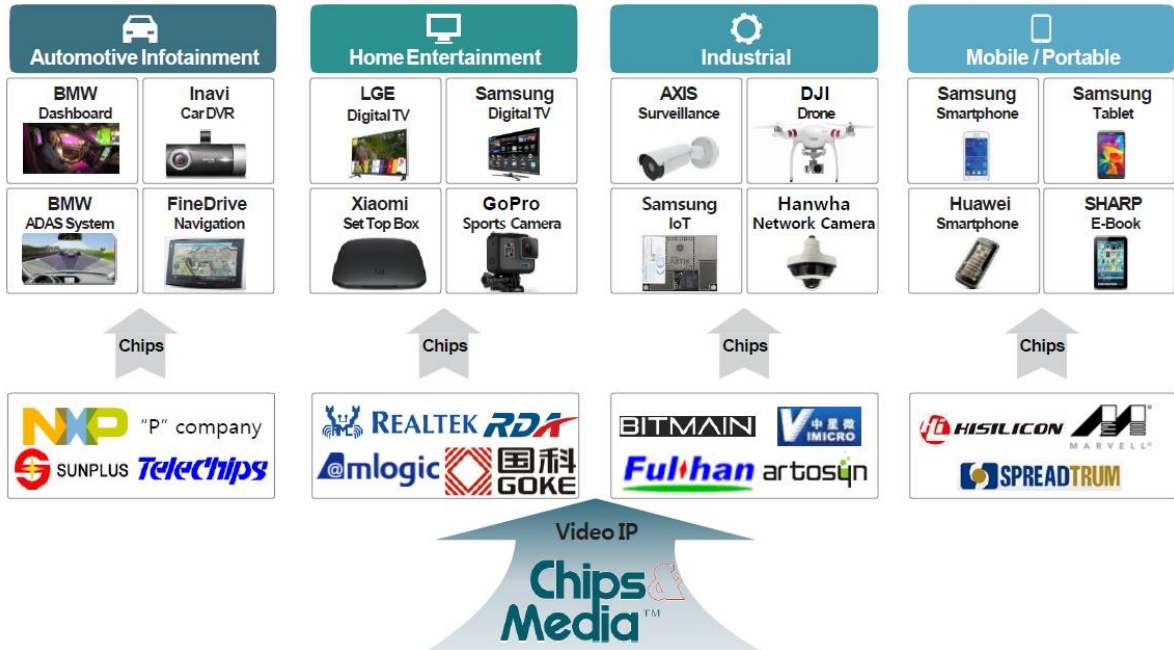 Automotive Infotainment
BMW
Dashboard
Inavi
Car DVR
BMW
ADAS System
FineDrive
Navigation
Home Entertainment
LGE
Digital TV
Samsung
Digital TV
Xiaomi
Set Top Box
GoPro
Sports Camera
Industrial
AXIS
Surveillance
DJI
Drone
Samsung
IoT
ARTIK
Hanwha
Network Camera
Mobile / Portable
Samsung
Smartphone
Samsung
Tablet
Huawei
Smartphone
SHARP
E-Book
Chips
Chips
Chips
Chips
NXP
"P" company
SUNPLUS
Telechips
REALTEK
RDA
@mlogic
国科
GOKE
BITMAIN
中星微
VIMICRO
Fullhan
artosyn
HISILICON
MARVELL®
SPREADTRUM
Video IP
Chips&
Media™